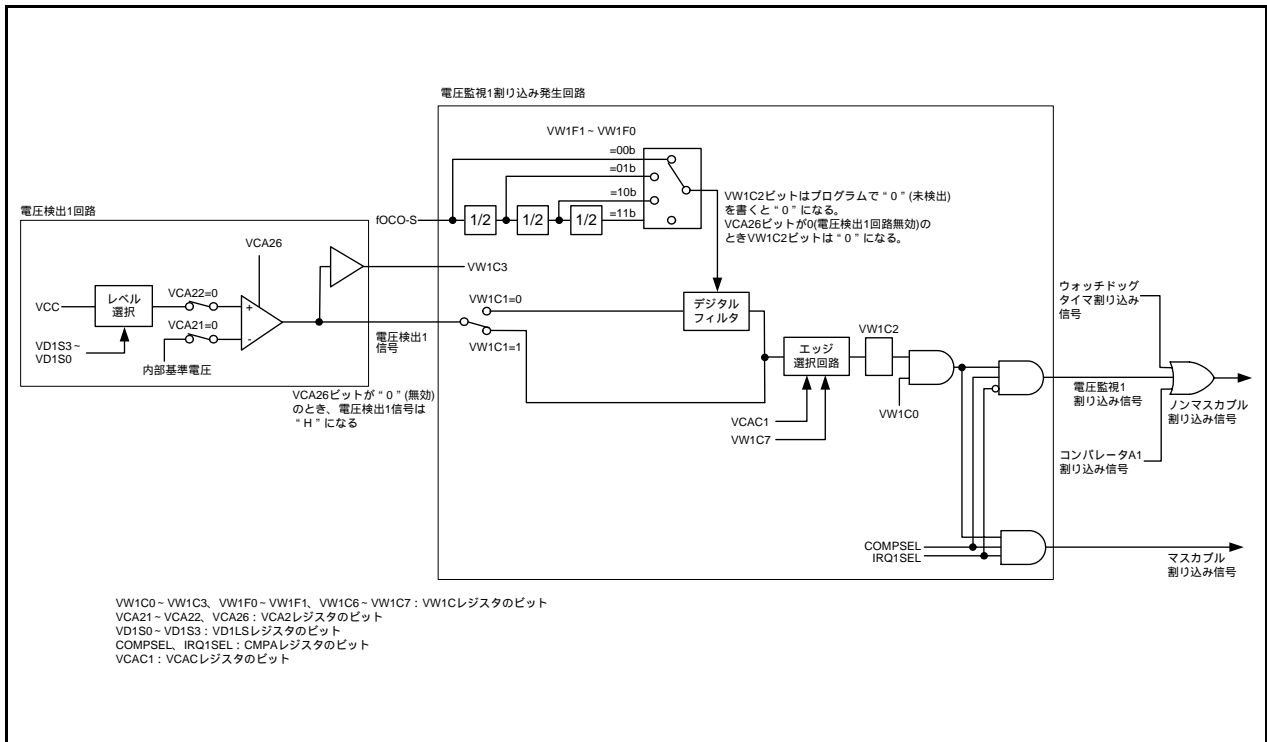 電圧監視1割り込み発生回路
VW1F1～VW1F0
=00b
=01b
=10b
=11b
fOCO-S
1/2
1/2
1/2
VW1C2ビットはプログラムで“0”(未検出)
を書くと“0”になる。
VCA26ビットが0(電圧検出1回路無効)の
ときVW1C2ビットは“0”になる。
電圧検出1回路
VCA26
VW1C3
VCC
レベル
選択
VCA22=0
+
VCA21=0
-
VD1S3～
VD1S0
内部基準電圧
電圧検出1
信号
VCA26ビットが“0”(無効)
のとき、電圧検出1信号は
“H”になる
VW1C1=0
VW1C1=1
デジタル
フィルタ
エッジ
選択回路
VW1C2
VW1C0
VCAC1
VW1C7
ウォッチドッグ
タイマ割り込み
信号
電圧監視1
割り込み信号
ノンマスカブル
割り込み信号
コンパレータA1
割り込み信号
COMPSEL
IRQ1SEL
マスカブル
割り込み信号
VW1C0～VW1C3、VW1F0～VW1F1、VW1C6～VW1C7：VW1Cレジスタのビット
VCA21～VCA22、VCA26：VCA2レジスタのビット
VD1S0～VD1S3：VD1LSレジスタのビット
COMPSEL、IRQ1SEL：CMPAレジスタのビット
VCAC1：VCACレジスタのビット